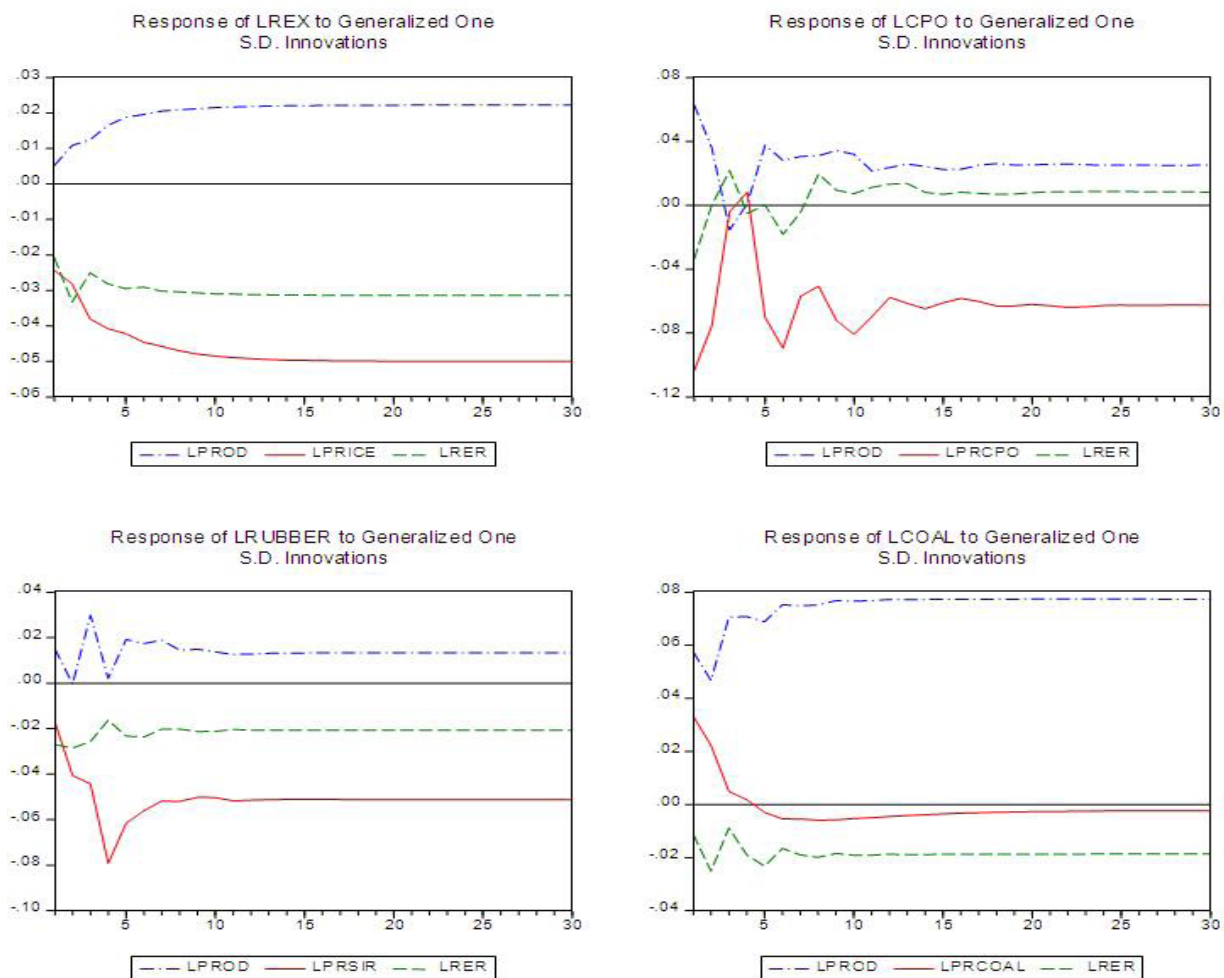 Response of LREX to Generalized One
S.D. Innovations
.03
.02
.01
.00
-.01
-.02
-.03
-.04
-.05
-.06
5 10 15 20 25 30
LPROD LPRICE LRER
Response of LCPO to Generalized One
S.D. Innovations
.08
.04
.00
-.04
-.08
-.12
5 10 15 20 25 30
LPROD LPRCPO LRER
Response of LRUBBER to Generalized One
S.D. Innovations
.04
.02
.00
-.02
-.04
-.06
-.08
-.10
5 10 15 20 25 30
LPROD LPRSIR LRER
Response of LCOAL to Generalized One
S.D. Innovations
.08
.06
.04
.02
.00
-.02
-.04
5 10 15 20 25 30
LPROD LPRCOAL LRER